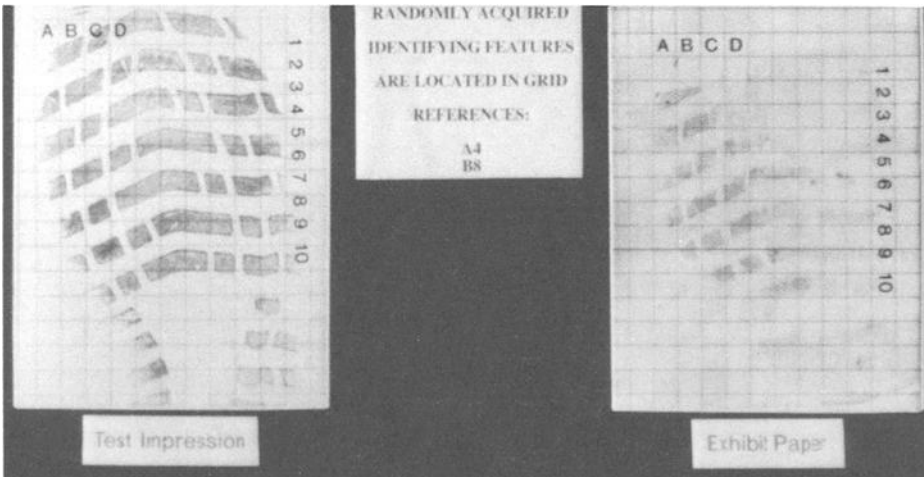 A B C D
1
2
3
4
5
6
7
8
9
10
RANDOMLY ACQUIRED
IDENTIFYING FEATURES
ARE LOCATED IN GRID
REFERENCES:
A4
B8
A B C D
1
2
3
4
5
6
7
8
9
10
Test Impression
Exhibit Paper